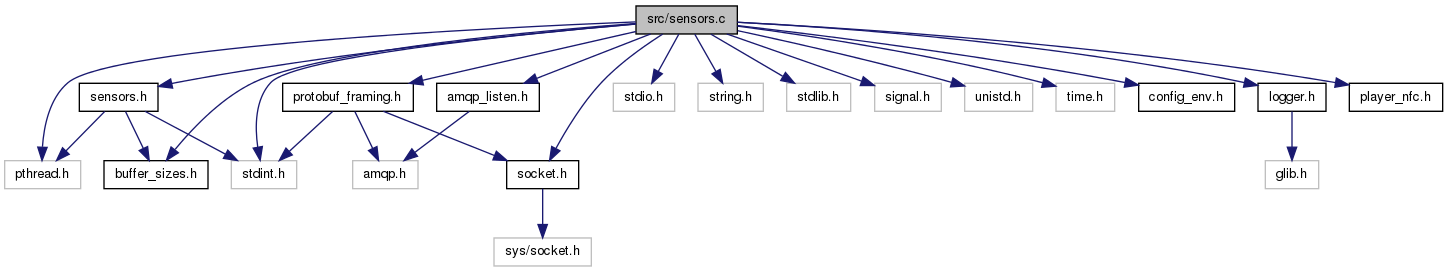 src/sensors.c
sensors.h
protobuf_framing.h
amqp_listen.h
stdio.h
string.h
stdlib.h
signal.h
unistd.h
time.h
config_env.h
logger.h
player_nfc.h
pthread.h
buffer_sizes.h
stdint.h
amqp.h
socket.h
glib.h
sys/socket.h